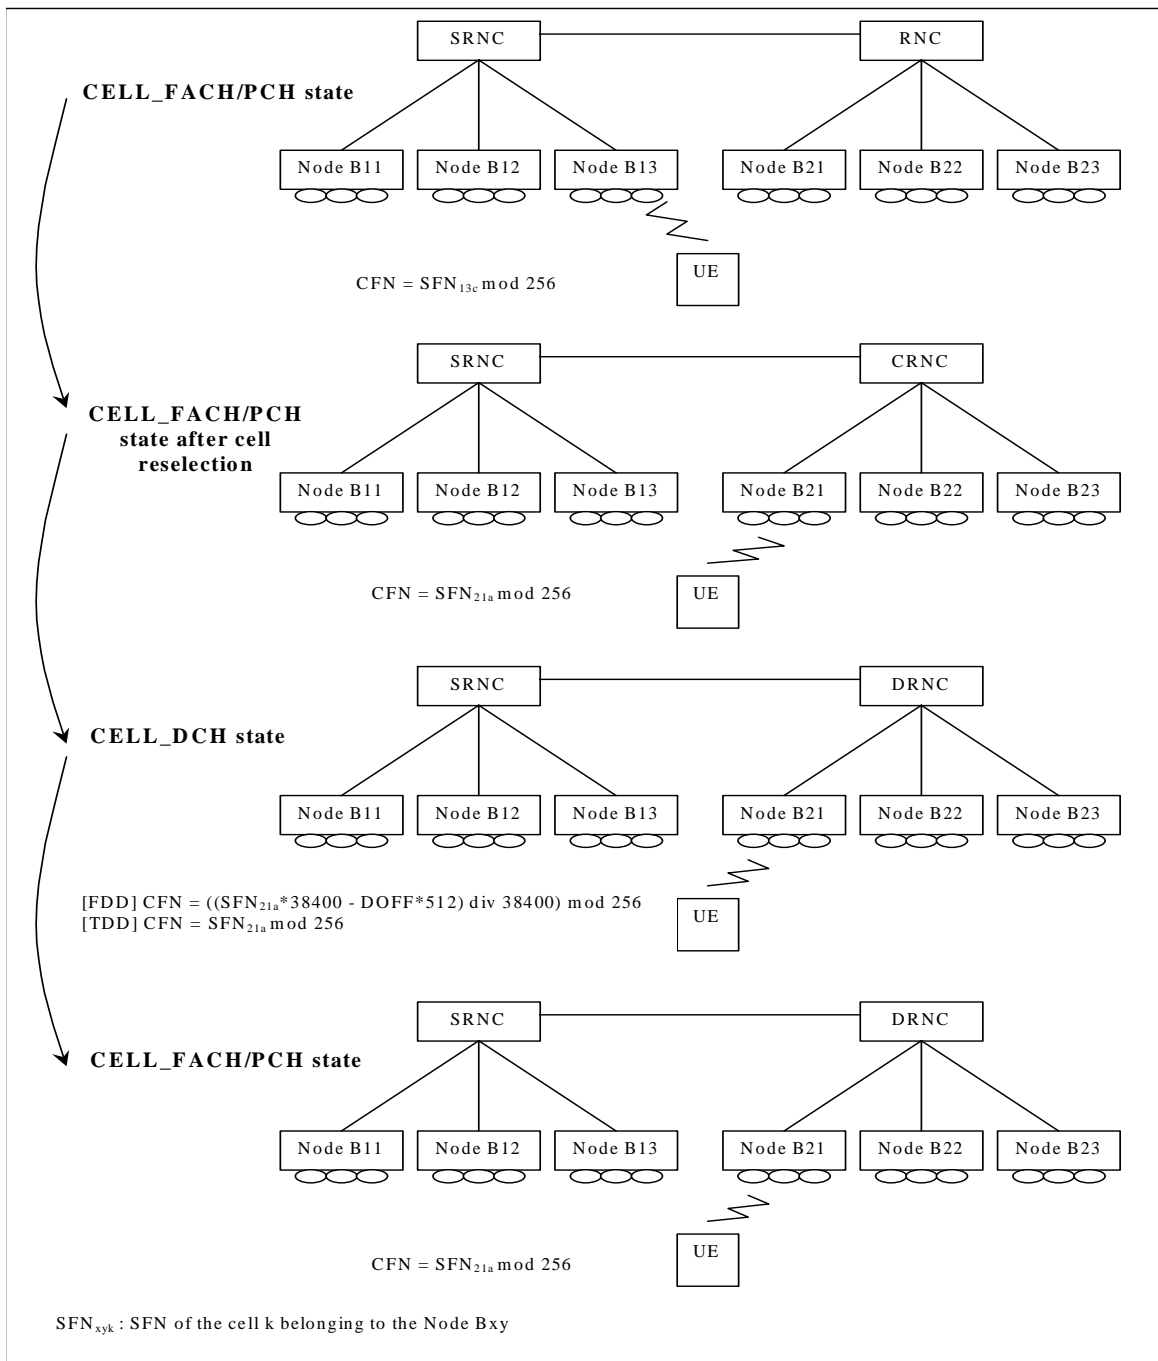 SRNC RNC
CELL_FACH/PCH state
Node B11 Node B12 Node B13 Node B21 Node B22 Node B23
UE
CFN = SFN13c mod 256
SRNC CRNC
CELL_FACH/PCH
state after cell
reselection
Node B11 Node B12 Node B13 Node B21 Node B22 Node B23
UE
CFN = SFN21a mod 256
SRNC DRNC
CELL_DCH state
Node B11 Node B12 Node B13 Node B21 Node B22 Node B23
[FDD] CFN = ((SFN21a*38400 - DOFF*512) div 38400) mod 256
UE
[TDD] CFN = SFN21a mod 256
SRNC DRNC
CELL_FACH/PCH state
Node B11 Node B12 Node B13 Node B21 Node B22 Node B23
UE
CFN = SFN21a mod 256
SFNxyk : SFN of the cell k belonging to the Node Bxy